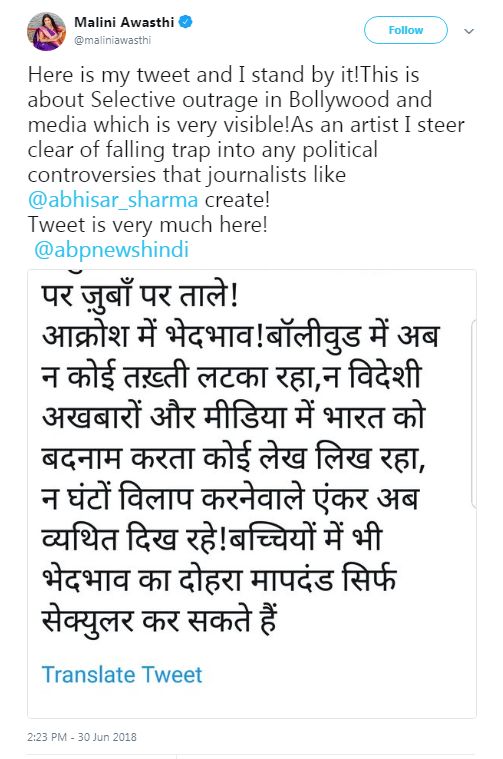 Malini Awasthi
@maliniawasthi
Follow
Here is my tweet and I stand by it!This is
about Selective outrage in Bollywood and
media which is very visible!As an artist I steer
clear of falling trap into any political
controversies that journalists like
@abhisar_sharma create!
Tweet is very much here!
@abpnewshindi
पर ज़ुबाँ पर ताले!
आक्रोश में भेदभाव!बॉलीवुड में अब
न कोई तख़्ती लटका रहा,न विदेशी
अखबारों और मीडिया में भारत को
बदनाम करता कोई लेख लिख रहा,
न घंटों विलाप करनेवाले एंकर अब
व्यथित दिख रहे!बच्चियों में भी
भेदभाव का दोहरा मापदंड सिर्फ
सेक्युलर कर सकते हैं
Translate Tweet
2:23 PM - 30 Jun 2018